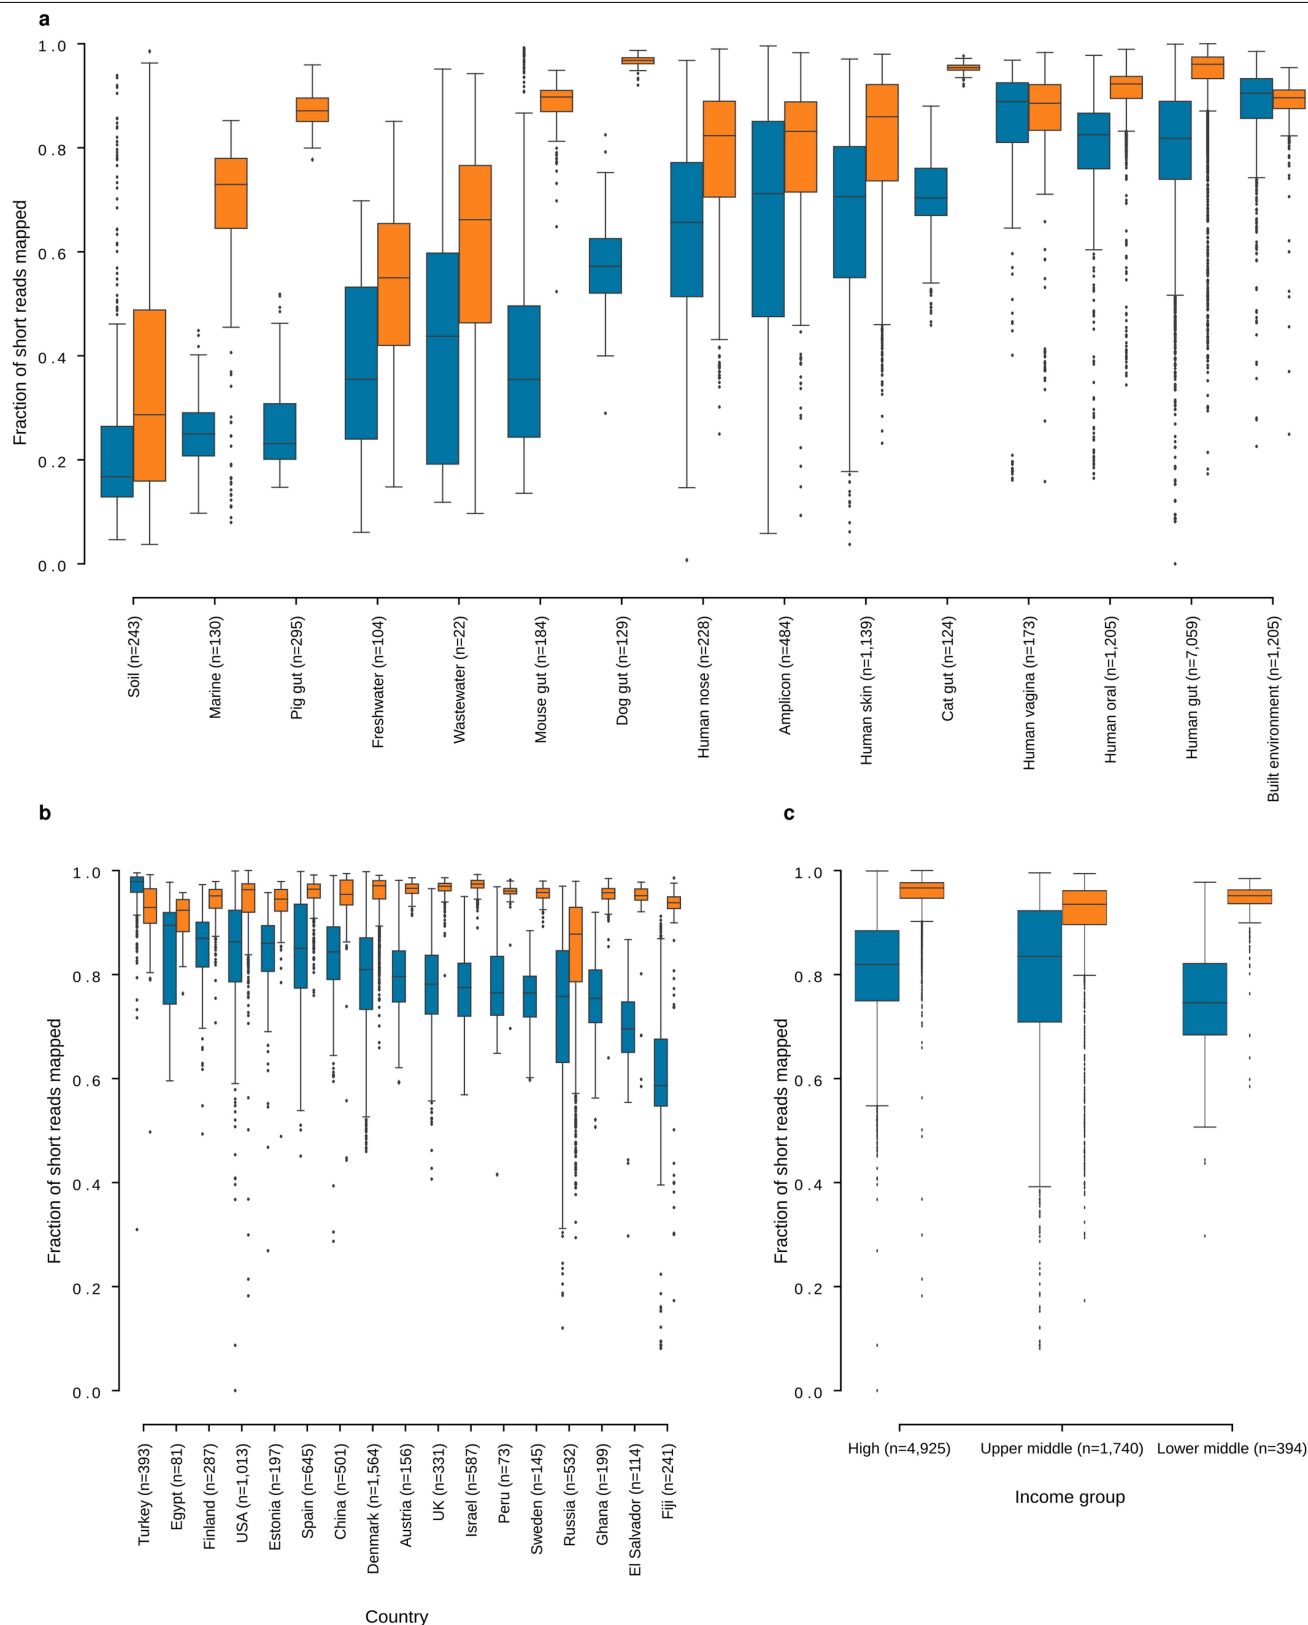 a
Fraction of short reads mapped
1.0
0.8
0.6
0.4
0.2
0.0
Soil (n=243)
Marine (n=130)
Pig gut (n=295)
Freshwater (n=104)
Wastewater (n=22)
Mouse gut (n=184)
Dog gut (n=129)
Human nose (n=228)
Amplicon (n=484)
Human skin (n=1,139)
Cat gut (n=124)
Human vagina (n=173)
Human oral (n=1,205)
Human gut (n=7,059)
Built environment (n=1,205)
b
Fraction of short reads mapped
1.0
0.8
0.6
0.4
0.2
0.0
Turkey (n=393)
Egypt (n=81)
Finland (n=287)
USA (n=1,013)
Estonia (n=197)
Spain (n=645)
China (n=501)
Denmark (n=1,564)
Austria (n=156)
UK (n=331)
Israel (n=587)
Peru (n=73)
Sweden (n=145)
Russia (n=532)
Ghana (n=199)
El Salvador (n=114)
Fiji (n=241)
Country
c
Fraction of short reads mapped
1.0
0.8
0.6
0.4
0.2
0.0
High (n=4,925)
Upper middle (n=1,740)
Lower middle (n=394)
Income group